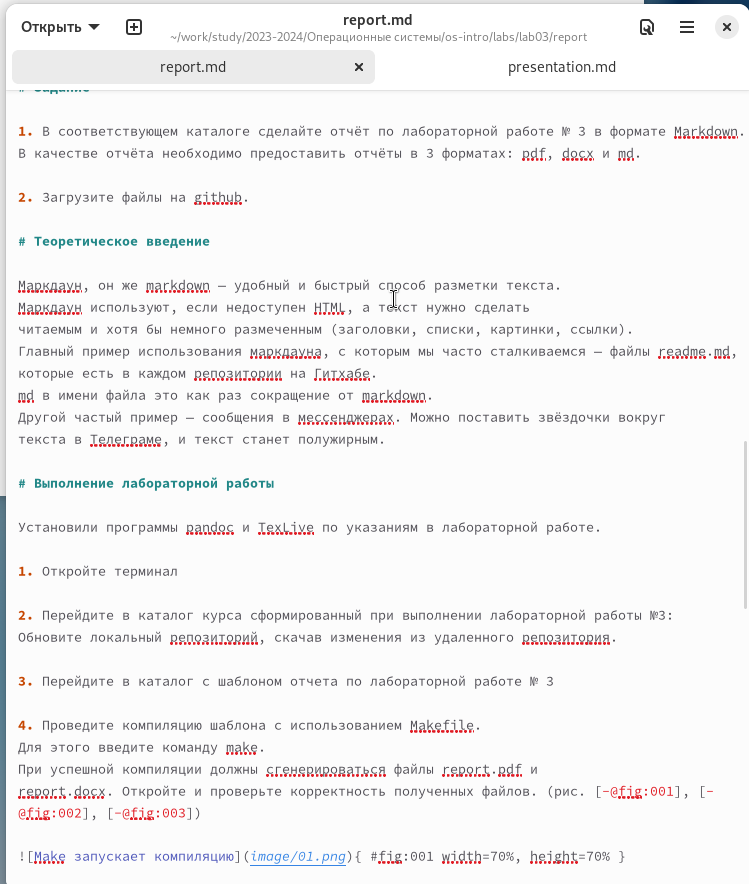 Открыть
report.md
~/work/study/2023-2024/Операционные системы/os-intro/labs/lab03/report
report.md
presentation.md
# Задание
1. В соответствующем каталоге сделайте отчёт по лабораторной работе № 3 в формате Markdown.
В качестве отчёта необходимо предоставить отчёты в 3 форматах: pdf, docx и md.
2. Загрузите файлы на github.
# Теоретическое введение
Маркдаун, он же markdown — удобный и быстрый способ разметки текста.
Маркдаун используют, если недоступен HTML, а текст нужно сделать
читаемым и хотя бы немного размеченным (заголовки, списки, картинки, ссылки).
Главный пример использования маркдауна, с которым мы часто сталкиваемся — файлы readme.md,
которые есть в каждом репозитории на Гитхабе.
md в имени файла это как раз сокращение от markdown.
Другой частый пример — сообщения в мессенджерах. Можно поставить звёздочки вокруг
текста в Телеграме, и текст станет полужирным.
# Выполнение лабораторной работы
Установили программы pandoc и TexLive по указаниям в лабораторной работе.
1. Откройте терминал
2. Перейдите в каталог курса сформированный при выполнении лабораторной работы №3:
Обновите локальный репозиторий, скачав изменения из удаленного репозитория.
3. Перейдите в каталог с шаблоном отчета по лабораторной работе № 3
4. Проведите компиляцию шаблона с использованием Makefile.
Для этого введите команду make.
При успешной компиляции должны сгенерироваться файлы report.pdf и
report.docx. Откройте и проверьте корректность полученных файлов. (рис. [-@fig:001], [-
@fig:002], [-@fig:003])
![Make запускает компиляцию](image/01.png){ #fig:001 width=70%, height=70% }